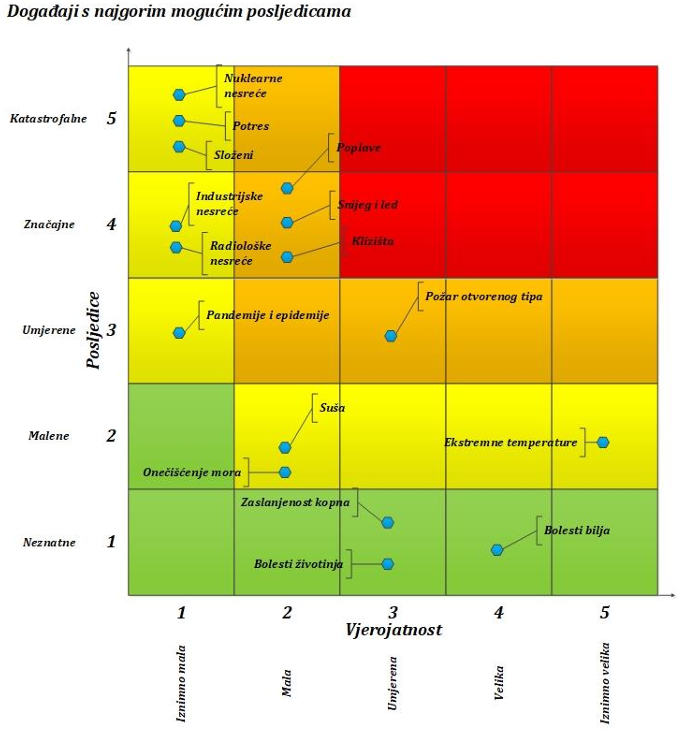 Događaji s najgorim mogućim posljedicama
Katastrofalne 5
Nuklearne
nesreće
Potres
Složeni
Poplave
Značajne 4
Industrijske
nesreće
Snijeg i led
Radiološke
nesreće
Klizišta
Posljedice
Umjerene 3
Pandemije i epidemije
Požar otvorenog tipa
Malene 2
Suša
Ekstremne temperature
Onečišćenje mora
Neznatne 1
Zaslanjenost kopna
Bolesti bilja
Bolesti životinja
1 2 3 4 5
Vjerojatnost
Iznimno mala
Mala
Umjerena
Velika
Iznimno velika